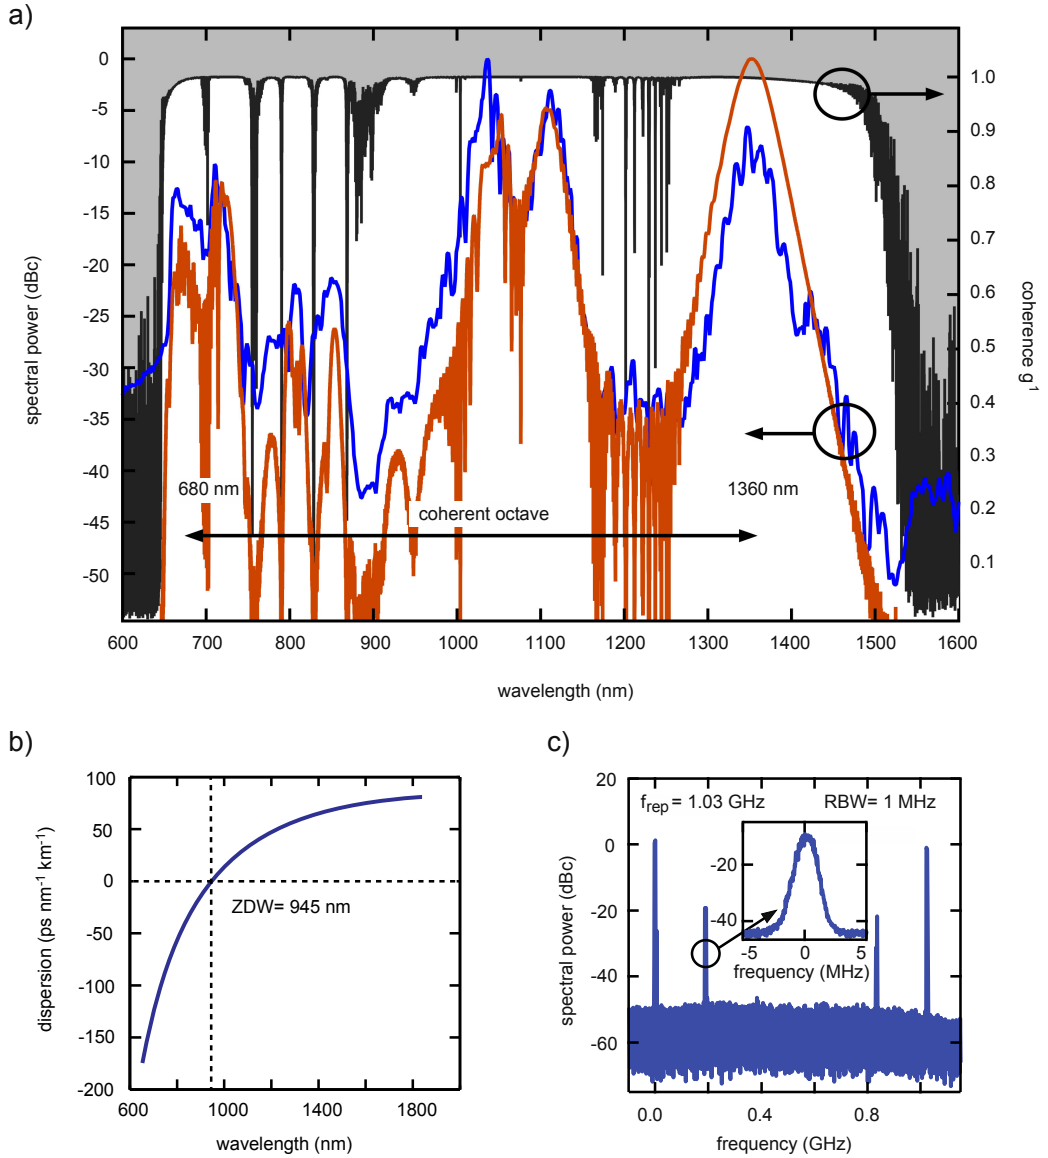 a)
0
-5
-10
-15
-20
-25
-30
-35
-40
-45
-50
spectral power (dBc)
1.0
0.9
0.8
0.7
0.6
0.5
0.4
0.3
0.2
0.1
coherence g1
680 nm
1360 nm
coherent octave
600 700 800 900 1000 1100 1200 1300 1400 1500 1600
wavelength (nm)
b)
100
50
0
-50
-100
-150
-200
dispersion (ps nm-1 km-1)
ZDW= 945 nm
600 1000 1400 1800
wavelength (nm)
c)
20
0
-20
-40
-60
spectral power (dBc)
frep = 1.03 GHz RBW= 1 MHz
-20
-40
-5 0 5
frequency (MHz)
0.0 0.4 0.8
frequency (GHz)